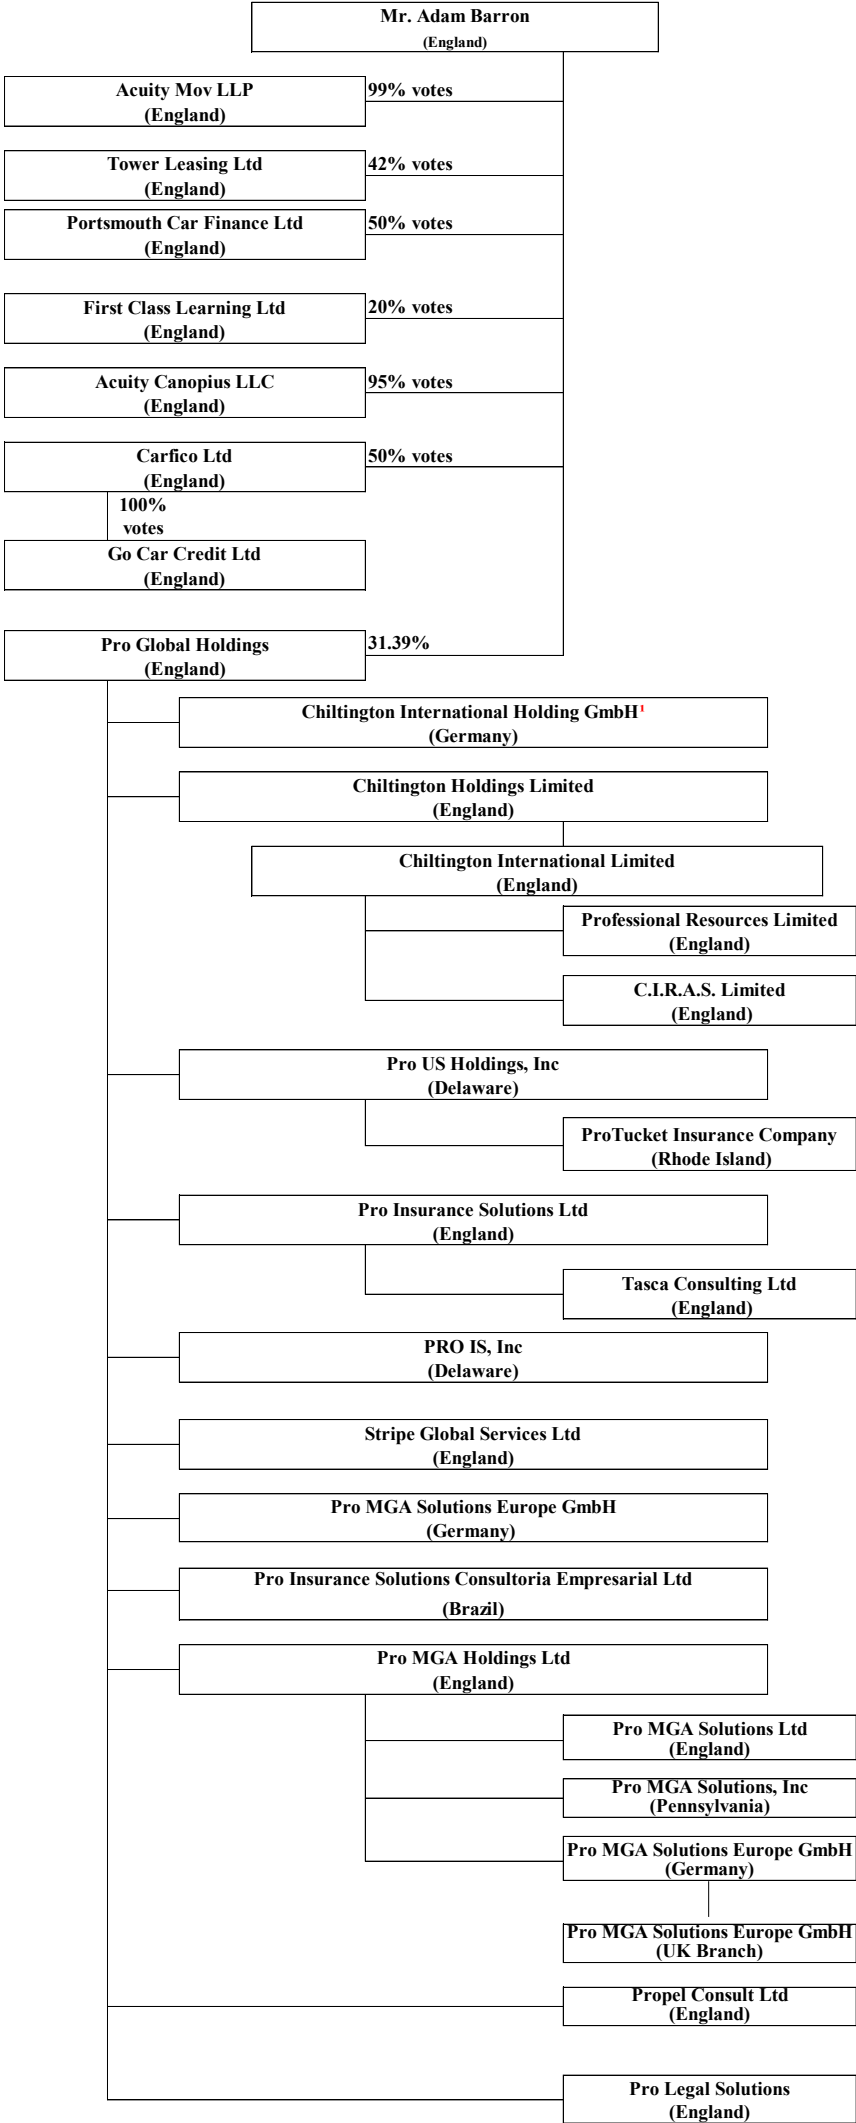 Mr. Adam Barron
(England)
Acuity Mov LLP
(England)
99% votes
Tower Leasing Ltd
(England)
42% votes
Portsmouth Car Finance Ltd
(England)
50% votes
First Class Learning Ltd
(England)
20% votes
Acuity Canopius LLC
(England)
95% votes
Carfico Ltd
(England)
50% votes
100%
votes
Go Car Credit Ltd
(England)
Pro Global Holdings
(England)
31.39%
Chiltington International Holding GmbH¹
(Germany)
Chiltington Holdings Limited
(England)
Chiltington International Limited
(England)
Professional Resources Limited
(England)
C.I.R.A.S. Limited
(England)
Pro US Holdings, Inc
(Delaware)
ProTucket Insurance Company
(Rhode Island)
Pro Insurance Solutions Ltd
(England)
Tasca Consulting Ltd
(England)
PRO IS, Inc
(Delaware)
Stripe Global Services Ltd
(England)
Pro MGA Solutions Europe GmbH
(Germany)
Pro Insurance Solutions Consultoria Empresarial Ltd
(Brazil)
Pro MGA Holdings Ltd
(England)
Pro MGA Solutions Ltd
(England)
Pro MGA Solutions, Inc
(Pennsylvania)
Pro MGA Solutions Europe GmbH
(Germany)
Pro MGA Solutions Europe GmbH
(UK Branch)
Propel Consult Ltd
(England)
Pro Legal Solutions
(England)